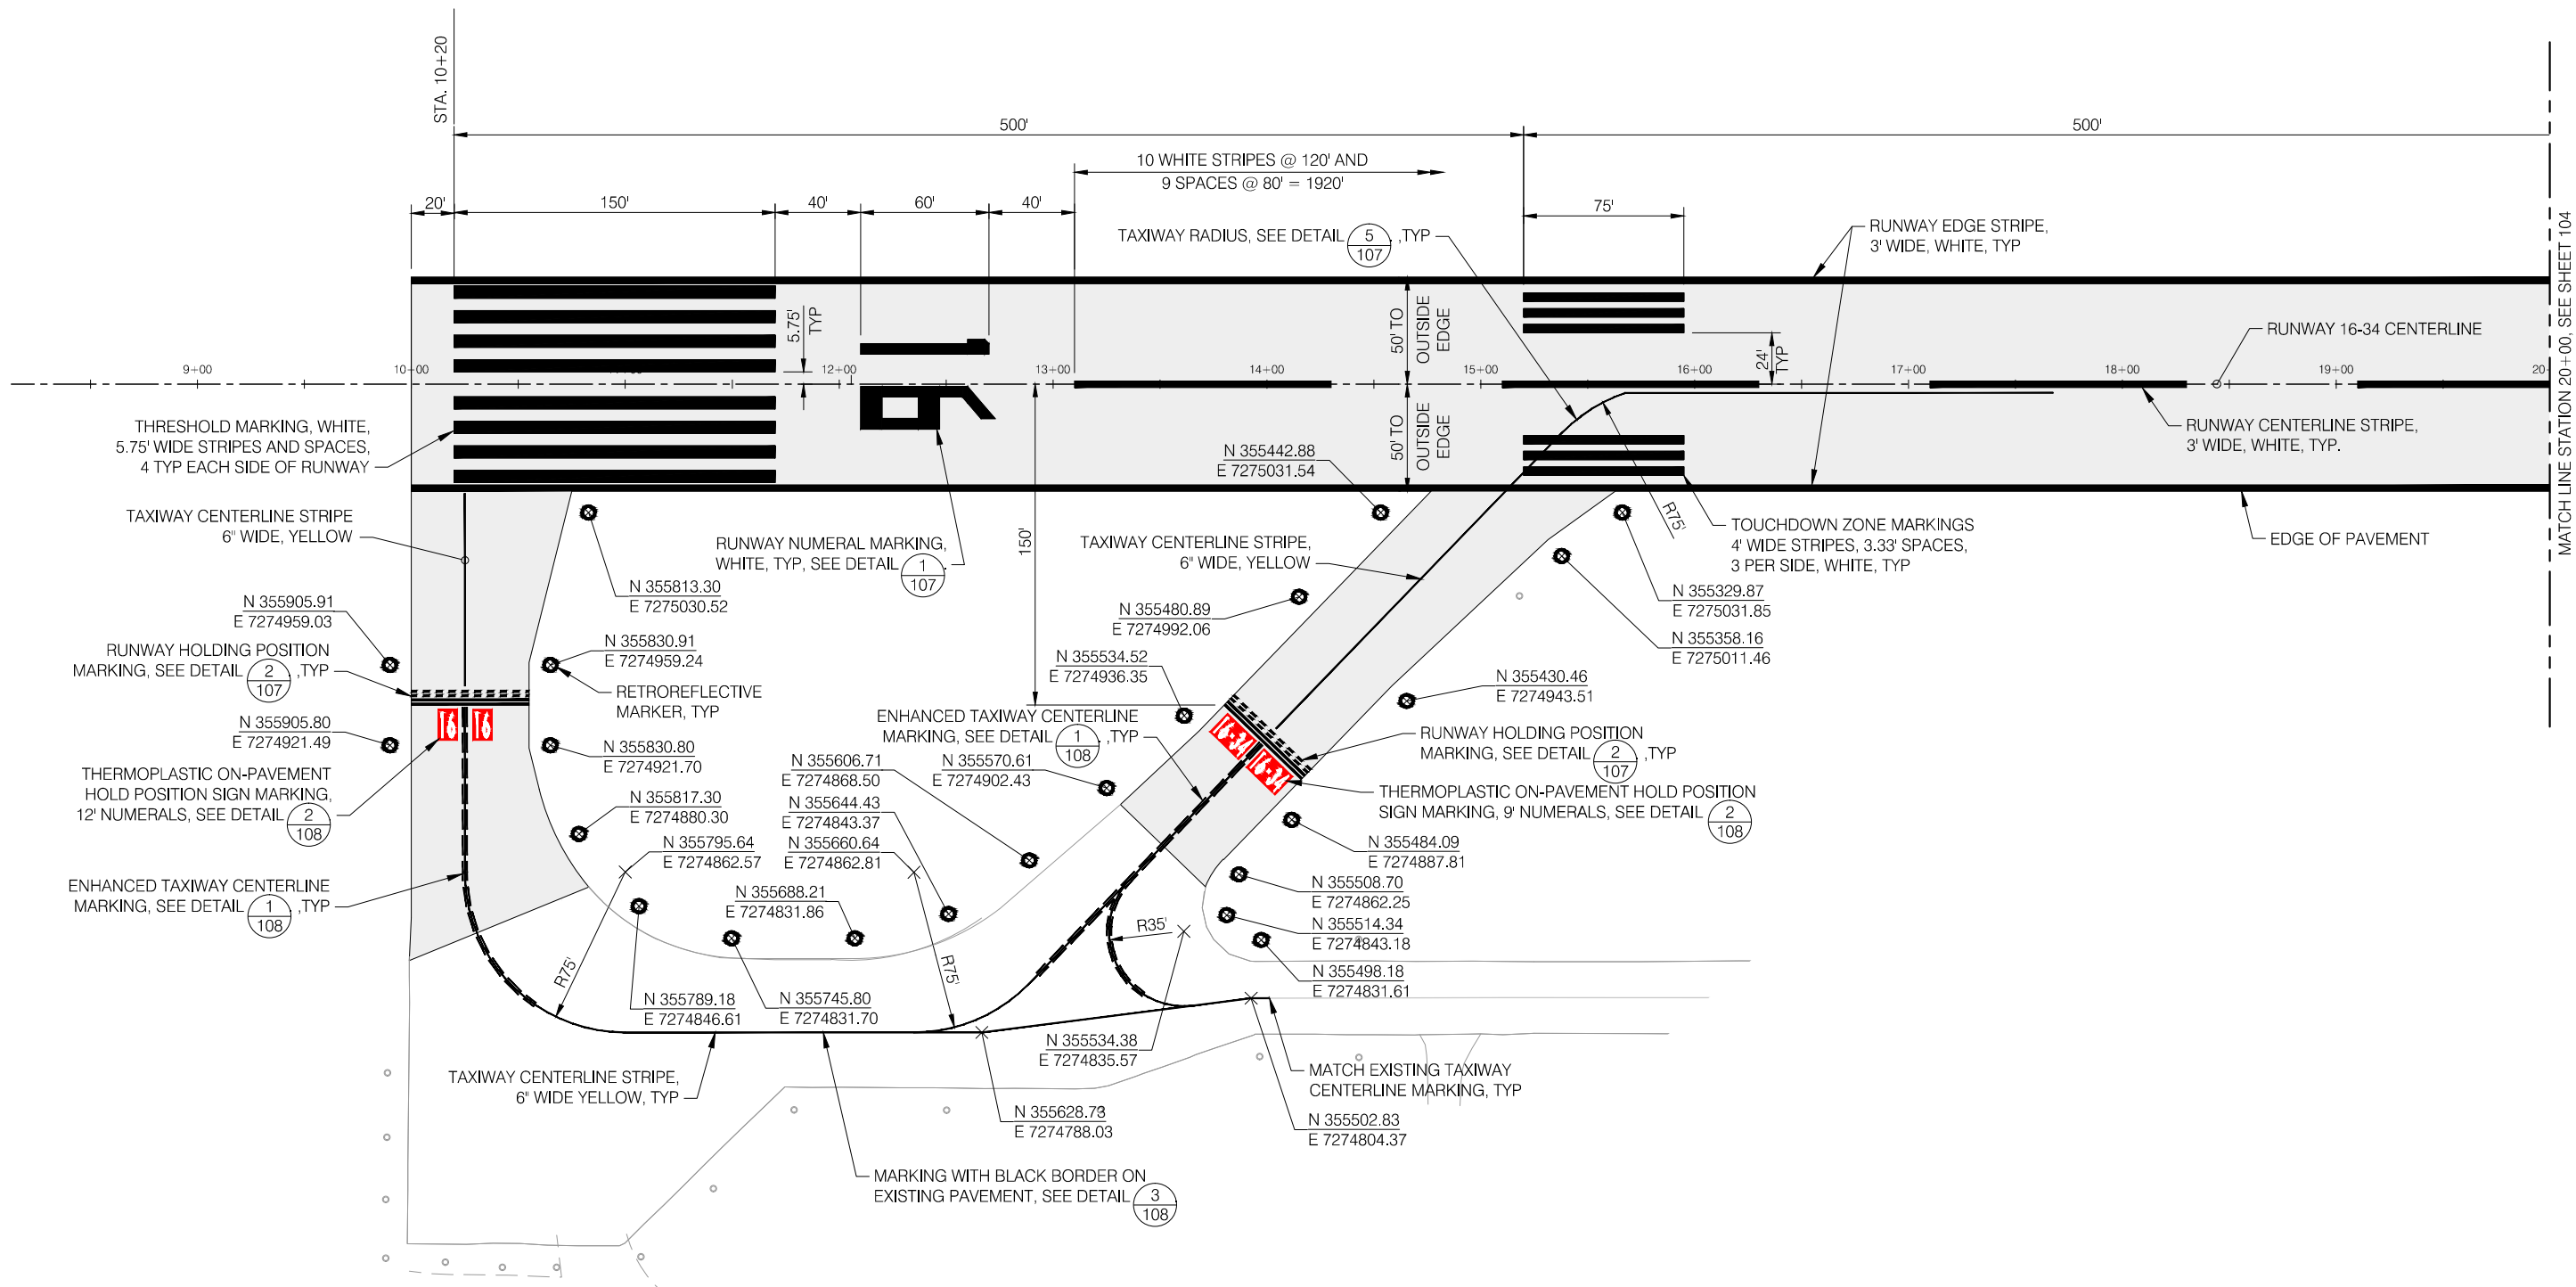 STA. 10+20
500'
500'
10 WHITE STRIPES @ 120' AND
9 SPACES @ 80' = 1920'
20'
150'
40'
60'
40'
75'
TAXIWAY RADIUS, SEE DETAIL 5/107 ,TYP
RUNWAY EDGE STRIPE,
3' WIDE, WHITE, TYP
MATCH LINE STATION 20+00, SEE SHEET 104
5.75'
TYP
50' TO
OUTSIDE
EDGE
24'
TYP
RUNWAY 16-34 CENTERLINE
9+00
10+00
12+00
13+00
14+00
15+00
16+00
17+00
18+00
19+00
20+
THRESHOLD MARKING, WHITE,
5.75' WIDE STRIPES AND SPACES,
4 TYP EACH SIDE OF RUNWAY
50' TO
OUTSIDE
EDGE
RUNWAY CENTERLINE STRIPE,
3' WIDE, WHITE, TYP.
N 355442.88
E 7275031.54
TAXIWAY CENTERLINE STRIPE
6" WIDE, YELLOW
RUNWAY NUMERAL MARKING,
WHITE, TYP, SEE DETAIL 1/107
150'
TAXIWAY CENTERLINE STRIPE,
6" WIDE, YELLOW
R75'
TOUCHDOWN ZONE MARKINGS
4' WIDE STRIPES, 3.33' SPACES,
3 PER SIDE, WHITE, TYP
EDGE OF PAVEMENT
N 355813.30
E 7275030.52
N 355905.91
E 7274959.03
N 355480.89
E 7274992.06
N 355329.87
E 7275031.85
N 355830.91
E 7274959.24
N 355358.16
E 7275011.46
RUNWAY HOLDING POSITION
MARKING, SEE DETAIL 2/107 ,TYP
RETROREFLECTIVE
MARKER, TYP
N 355534.52
E 7274936.35
N 355430.46
E 7274943.51
N 355905.80
E 7274921.49
16
16
N 355830.80
E 7274921.70
ENHANCED TAXIWAY CENTERLINE
MARKING, SEE DETAIL 1/108 ,TYP
16-34
16-34
RUNWAY HOLDING POSITION
MARKING, SEE DETAIL 2/107 ,TYP
THERMOPLASTIC ON-PAVEMENT
HOLD POSITION SIGN MARKING,
12' NUMERALS, SEE DETAIL 2/108
N 355606.71
E 7274868.50
N 355570.61
E 7274902.43
THERMOPLASTIC ON-PAVEMENT HOLD POSITION
SIGN MARKING, 9' NUMERALS, SEE DETAIL 2/108
N 355817.30
E 7274880.30
N 355644.43
E 7274843.37
N 355795.64
E 7274862.57
N 355660.64
E 7274862.81
N 355484.09
E 7274887.81
ENHANCED TAXIWAY CENTERLINE
MARKING, SEE DETAIL 1/108 ,TYP
N 355688.21
E 7274831.86
N 355508.70
E 7274862.25
R35'
N 355514.34
E 7274843.18
R75'
R75'
N 355498.18
E 7274831.61
N 355789.18
E 7274846.61
N 355745.80
E 7274831.70
N 355534.38
E 7274835.57
TAXIWAY CENTERLINE STRIPE,
6" WIDE YELLOW, TYP
MATCH EXISTING TAXIWAY
CENTERLINE MARKING, TYP
N 355628.73
E 7274788.03
N 355502.83
E 7274804.37
MARKING WITH BLACK BORDER ON
EXISTING PAVEMENT, SEE DETAIL 3/108